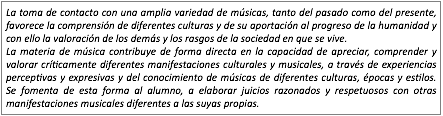 La toma de contacto con una amplia variedad de músicas, tanto del pasado como del presente,
favorece la comprensión de diferentes culturas y de su aportación al progreso de la humanidad y
con ello la valoración de los demás y los rasgos de la sociedad en que se vive.
La materia de música contribuye de forma directa en la capacidad de apreciar, comprender y
valorar críticamente diferentes manifestaciones culturales y musicales, a través de experiencias
perceptivas y expresivas y del conocimiento de músicas de diferentes culturas, épocas y estilos.
Se fomenta de esta forma al alumno, a elaborar juicios razonados y respetuosos con otras
manifestaciones musicales diferentes a las suyas propias.